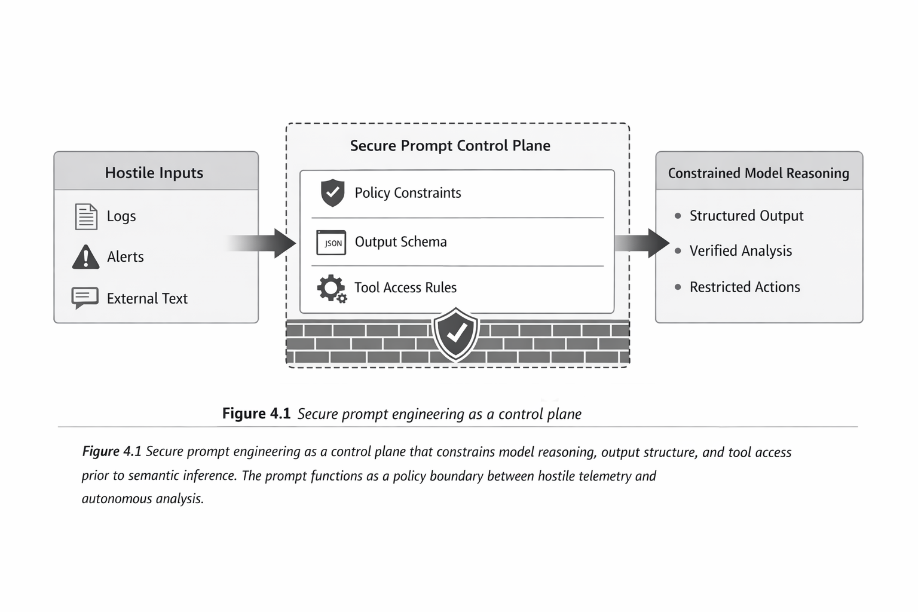 Secure Prompt Control Plane
Hostile Inputs
Logs
Alerts
External Text
Policy Constraints
JSON
Output Schema
Tool Access Rules
Constrained Model Reasoning
Structured Output
Verified Analysis
Restricted Actions
Figure 4.1 Secure prompt engineering as a control plane
Figure 4.1 Secure prompt engineering as a control plane that constrains model reasoning, output structure, and tool access
prior to semantic inference. The prompt functions as a policy boundary between hostile telemetry and
autonomous analysis.